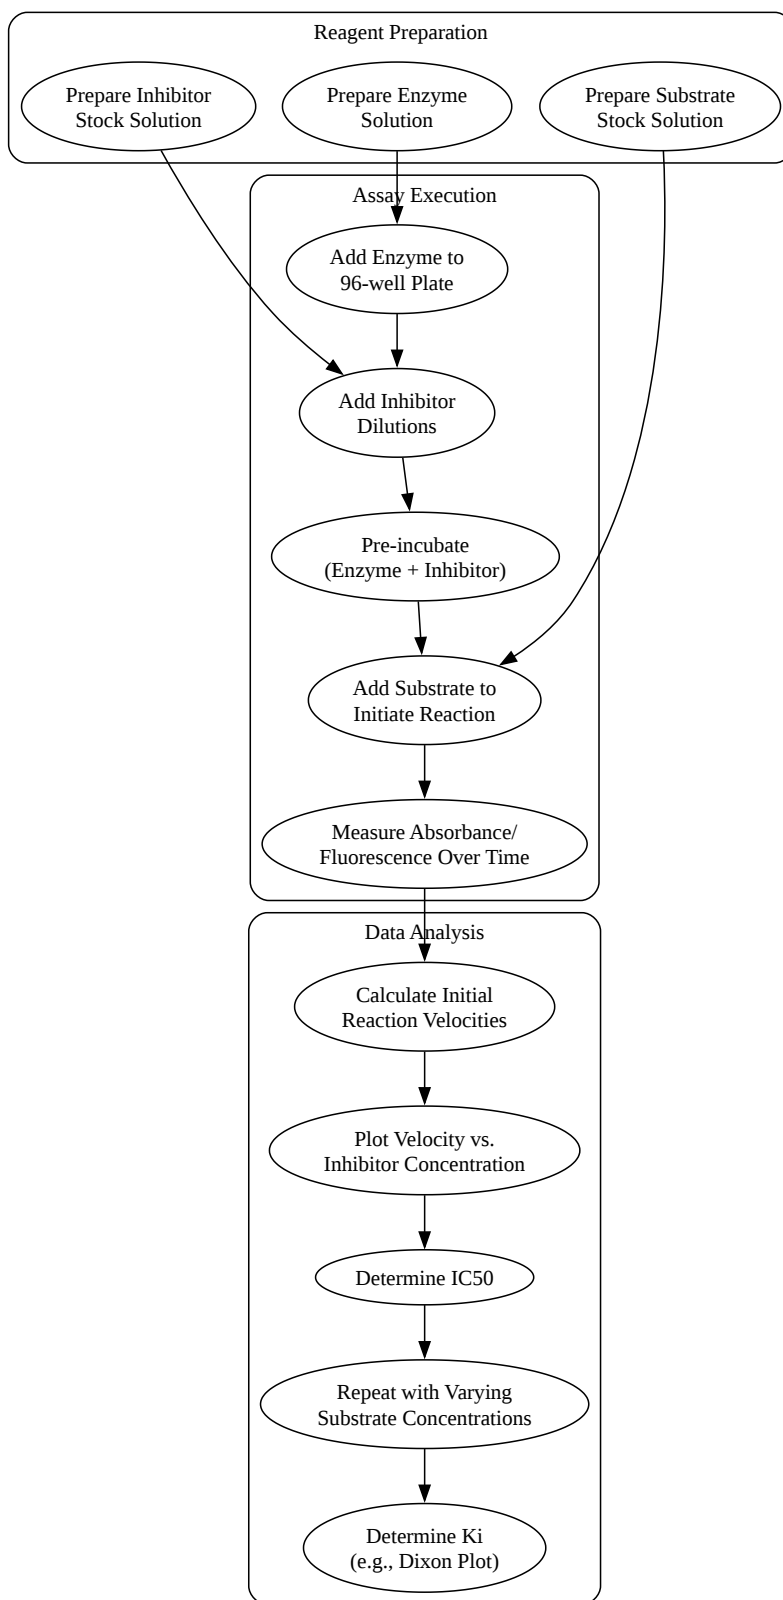 Reagent Preparation
Prepare Inhibitor
Stock Solution
Prepare Enzyme
Solution
Prepare Substrate
Stock Solution
Assay Execution
Add Enzyme to
96-well Plate
Add Inhibitor
Dilutions
Pre-incubate
(Enzyme + Inhibitor)
Add Substrate to
Initiate Reaction
Measure Absorbance/
Fluorescence Over Time
Data Analysis
Calculate Initial
Reaction Velocities
Plot Velocity vs.
Inhibitor Concentration
Determine IC50
Repeat with Varying
Substrate Concentrations
Determine Ki
(e.g., Dixon Plot)